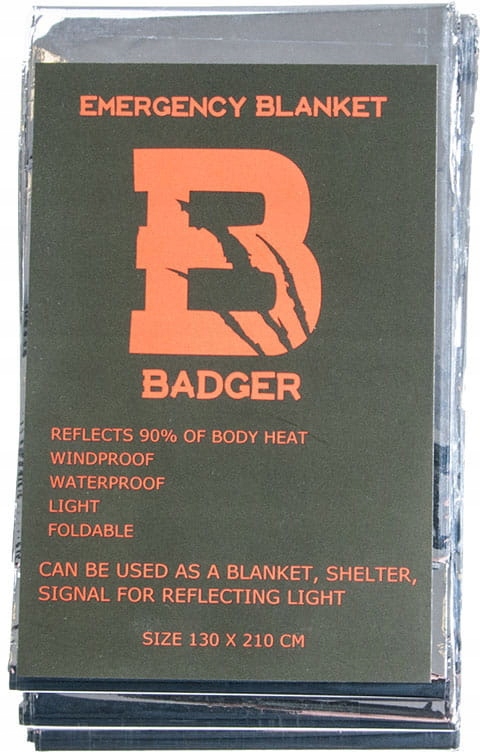 EMERGENCY BLANKET
B
BADGER
REFLECTS 90% OF BODY HEAT
WINDPROOF
WATERPROOF
LIGHT
FOLDABLE
CAN BE USED AS A BLANKET, SHELTER,
SIGNAL FOR REFLECTING LIGHT
SIZE 130 X 210 CM